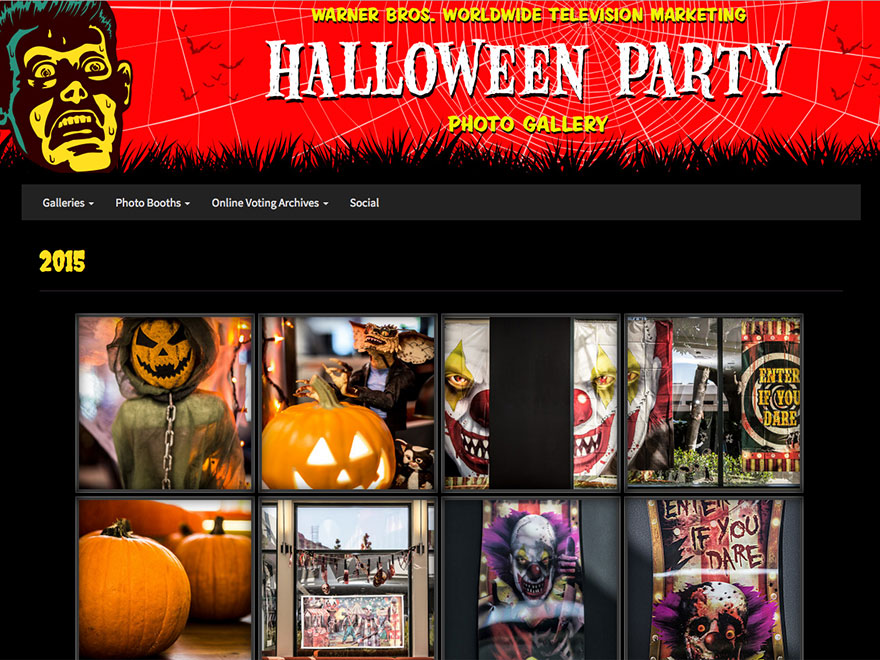 WARNER BROS. WORLDWIDE TELEVISION MARKETING
HALLOWEEN PARTY
PHOTO GALLERY
Galleries
Photo Booths
Online Voting Archives
Social
2015
ENTER
IF YOU
DARE
ENTER
IF YOU
DARE